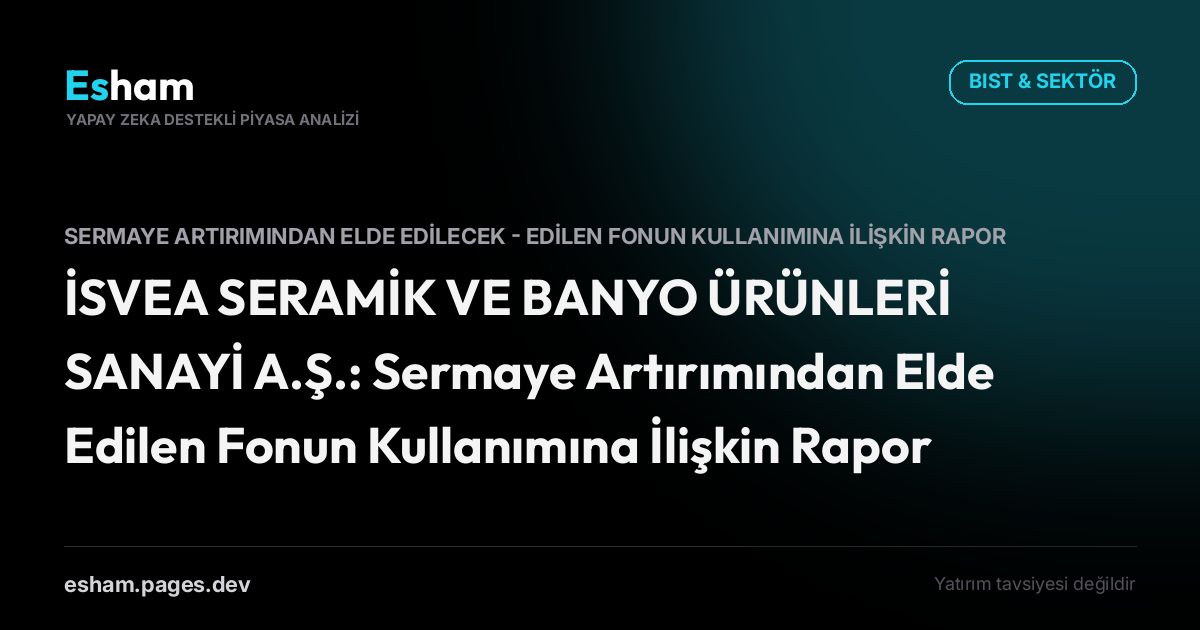 Esham
BIST & SEKTÖR
YAPAY ZEKA DESTEKLİ PİYASA ANALİZİ
SERMAYE ARTIRIMINDAN ELDE EDİLECEK - EDİLEN FONUN KULLANIMINA İLİŞKİN RAPOR
İSVEA SERAMİK VE BANYO ÜRÜNLERİ
SANAYİ A.Ş.: Sermaye Artırımından Elde
Edilen Fonun Kullanımına İlişkin Rapor
esham.pages.dev
Yatırım tavsiyesi değildir